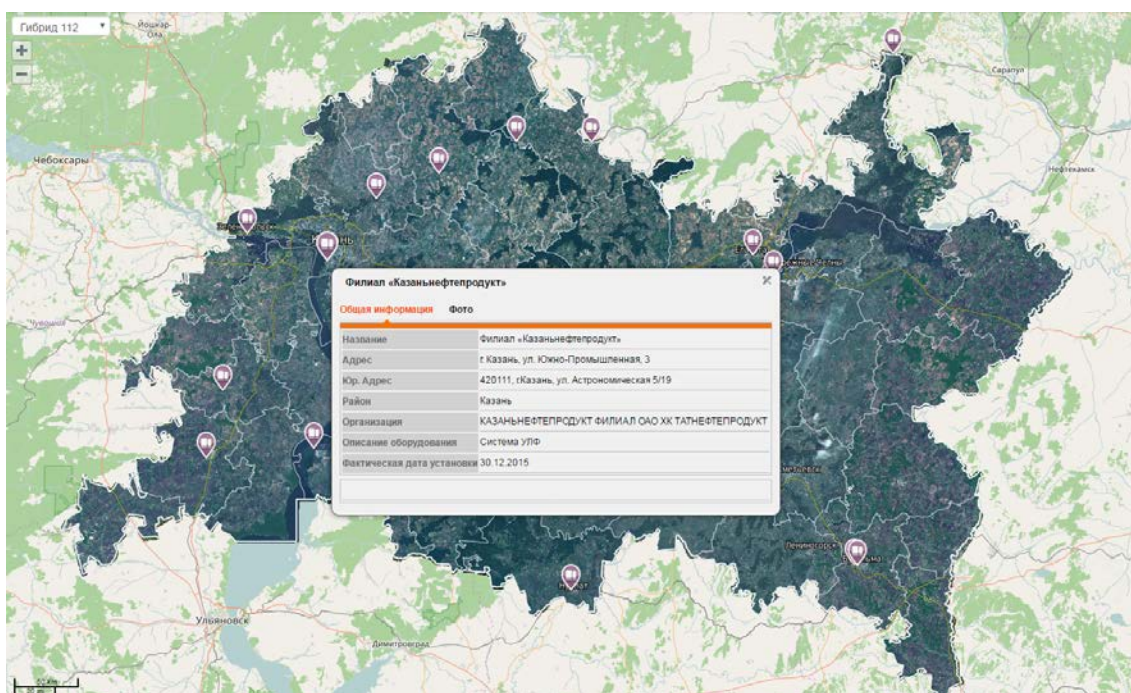 Гибрид 112
Йошкар-
Ола
Сарапул
Чебоксары
Нефтекамск
Чувашия
Филиал «Казаньнефтепродукт»
Общая информация Фото
Название Филиал «Казаньнефтепродукт»
Адрес г. Казань, ул. Южно-Промышленная, 3
Юр. Адрес 420111, г.Казань, ул. Астрономическая 5/19
Район Казань
Организация КАЗАНЬНЕФТЕПРОДУКТ ФИЛИАЛ ОАО ХК ТАТНЕФТЕПРОДУКТ
Описание оборудования Система УЛФ
Фактическая дата установки 30.12.2015
Лениногорск
Ульяновск
Димитровград